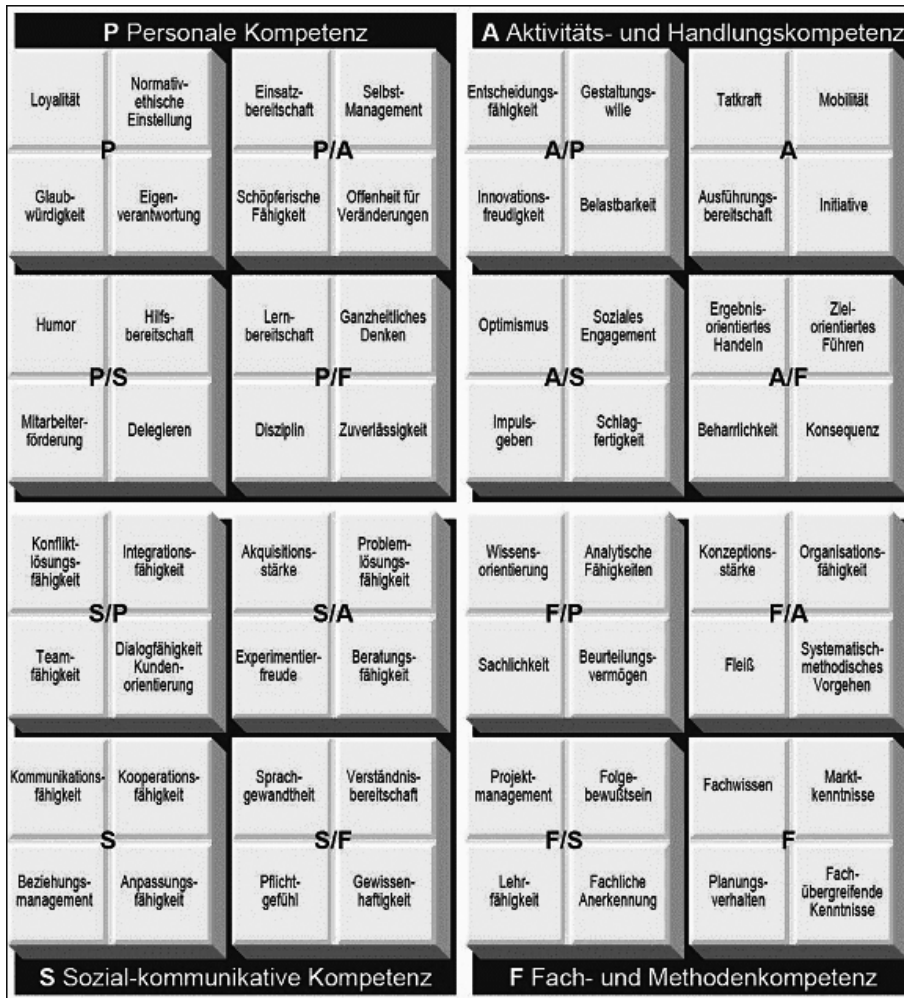 P Personale Kompetenz
Loyalität
Normativ-
ethische
Einstellung
P
Glaub-
würdigkeit
Eigen-
verantwortung
Einsatz-
bereitschaft
Selbst-
Management
P/A
Schöpferische
Fähigkeit
Offenheit für
Veränderungen
Humor
Hilfs-
bereitschaft
P/S
Mitarbeiter-
förderung
Delegieren
Lern-
bereitschaft
Ganzheitliches
Denken
P/F
Disziplin
Zuverlässigkeit
A Aktivitäts- und Handlungskompetenz
Entscheidungs-
fähigkeit
Gestaltungs-
wille
A/P
Innovations-
freudigkeit
Belastbarkeit
Tatkraft
Mobilität
A
Ausführungs-
bereitschaft
Initiative
Optimismus
Soziales
Engagement
A/S
Impuls-
geben
Schlag-
fertigkeit
Ergebnis-
orientiertes
Handeln
Ziel-
orientiertes
Führen
A/F
Beharrlichkeit
Konsequenz
Konflikt-
lösungs-
fähigkeit
Integrations-
fähigkeit
S/P
Team-
fähigkeit
Dialogfähigkeit
Kunden-
orientierung
Akquisitions-
stärke
Problem-
lösungs-
fähigkeit
S/A
Experimentier-
freude
Beratungs-
fähigkeit
Kommunikations-
fähigkeit
Kooperations-
fähigkeit
S
Beziehungs-
management
Anpassungs-
fähigkeit
Sprach-
gewandtheit
Verständnis-
bereitschaft
S/F
Pflicht-
gefühl
Gewissen-
haftigkeit
S Sozial-kommunikative Kompetenz
Wissens-
orientierung
Analytische
Fähigkeiten
F/P
Sachlichkeit
Beurteilungs-
vermögen
Konzeptions-
stärke
Organisations-
fähigkeit
F/A
Fleiß
Systematisch-
methodisches
Vorgehen
Projekt-
management
Folge-
bewußtsein
F/S
Lehr-
fähigkeit
Fachliche
Anerkennung
Fachwissen
Markt-
kenntnisse
F
Planungs-
verhalten
Fach-
übergreifende
Kenntnisse
F Fach- und Methodenkompetenz